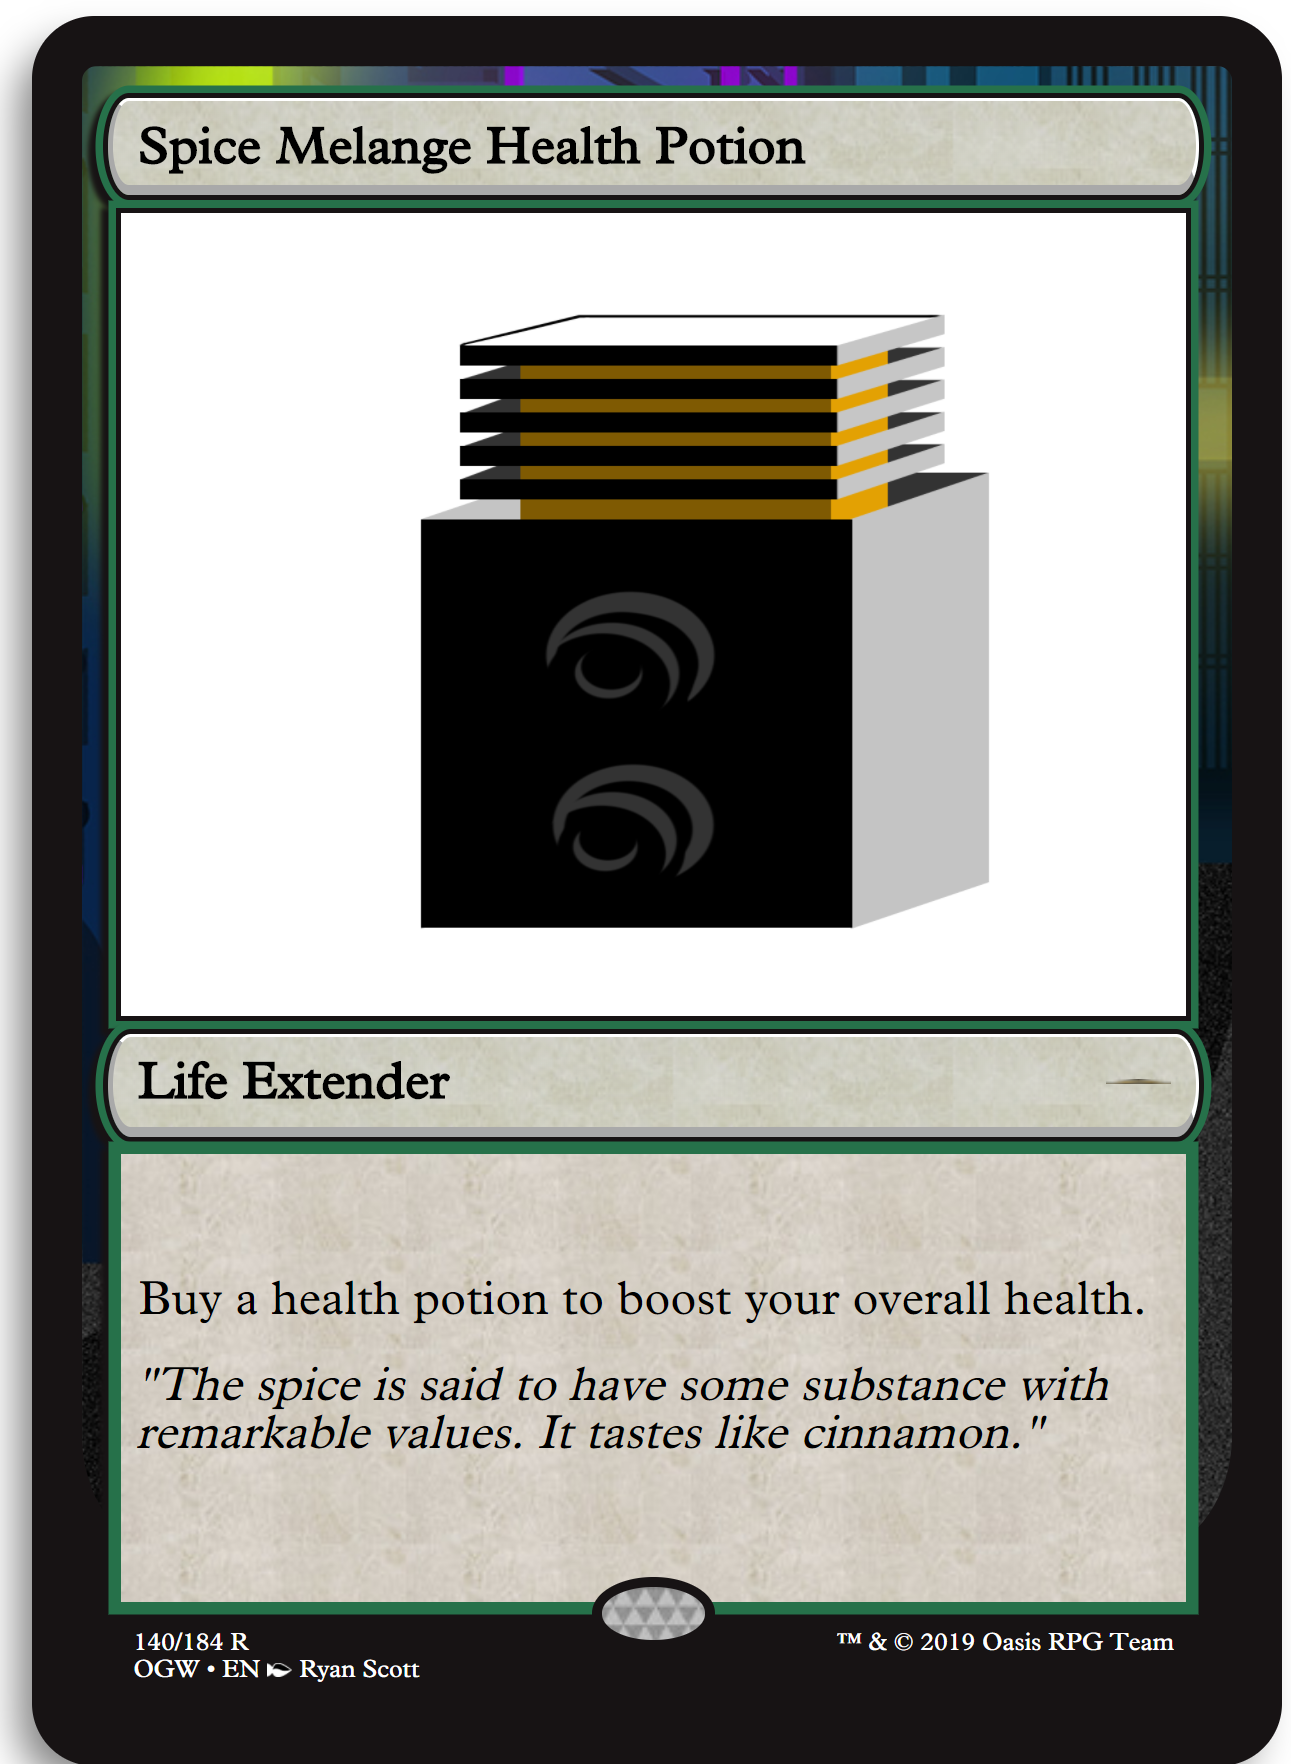 Spice Melange Health Potion
Life Extender
Buy a health potion to boost your overall health.
"The spice is said to have some substance with
remarkable values. It tastes like cinnamon."
140/184 R
OGW • EN Ryan Scott
™ & © 2019 Oasis RPG Team